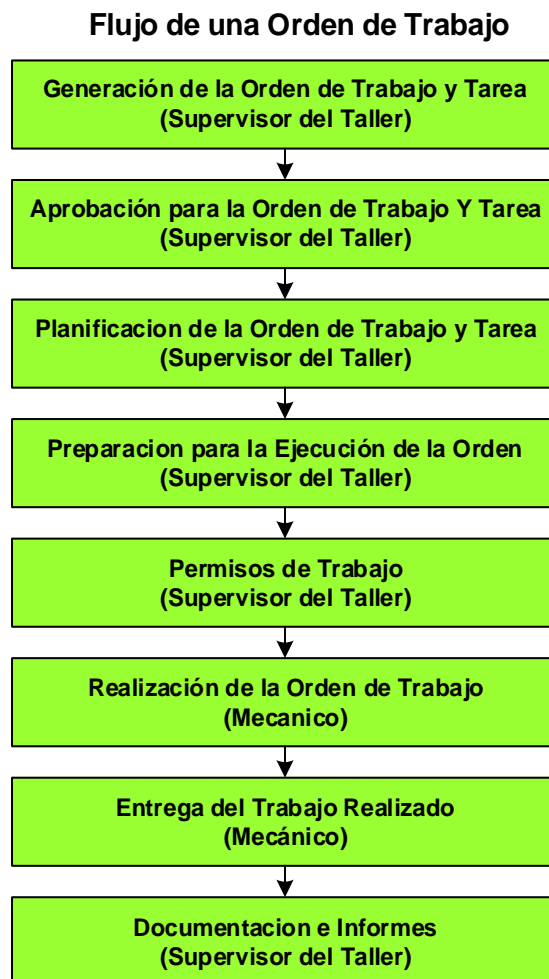 Flujo de una Orden de Trabajo
Generación de la Orden de Trabajo y Tarea
(Supervisor del Taller)
Aprobación para la Orden de Trabajo Y Tarea
(Supervisor del Taller)
Planificacion de la Orden de Trabajo y Tarea
(Supervisor del Taller)
Preparacion para la Ejecución de la Orden
(Supervisor del Taller)
Permisos de Trabajo
(Supervisor del Taller)
Realización de la Orden de Trabajo
(Mecanico)
Entrega del Trabajo Realizado
(Mecánico)
Documentacion e Informes
(Supervisor del Taller)